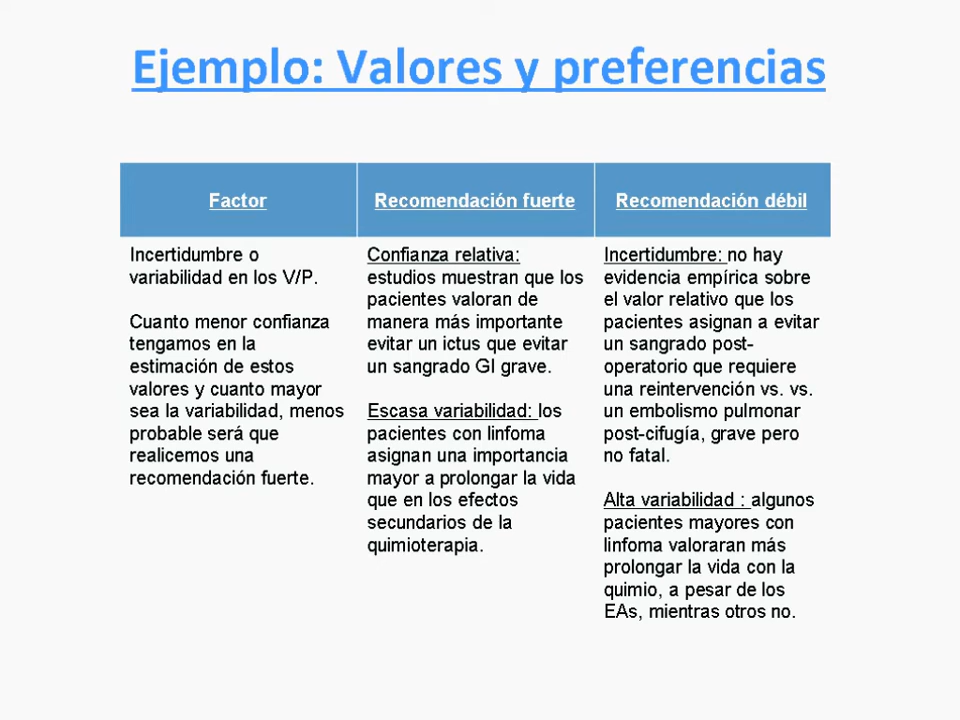 Ejemplo: Valores y preferencias
Factor
Recomendación fuerte
Recomendación débil
Incertidumbre o
variabilidad en los V/P.
Cuanto menor confianza
tengamos en la
estimación de estos
valores y cuanto mayor
sea la variabilidad, menos
probable será que
realicemos una
recomendación fuerte.
Confianza relativa:
estudios muestran que los
pacientes valoran de
manera más importante
evitar un ictus que evitar
un sangrado GI grave.
Escasa variabilidad: los
pacientes con linfoma
asignan una importancia
mayor a prolongar la vida
que en los efectos
secundarios de la
quimioterapia.
Incertidumbre: no hay
evidencia empírica sobre
el valor relativo que los
pacientes asignan a evitar
un sangrado post-
operatorio que requiere
una reintervención vs. vs.
un embolismo pulmonar
post-cifugía, grave pero
no fatal.
Alta variabilidad : algunos
pacientes mayores con
linfoma valoraran más
prolongar la vida con la
quimio, a pesar de los
EAs, mientras otros no.